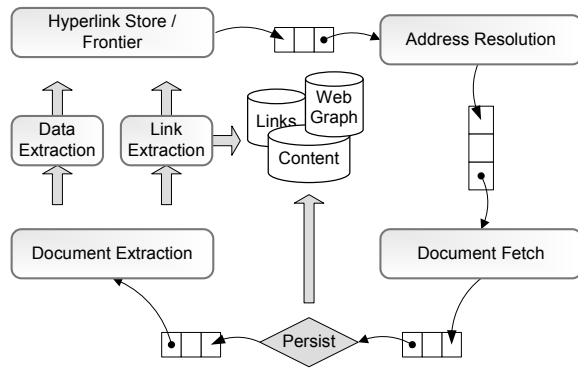 Hyperlink Store /
Frontier
Address Resolution
Data
Extraction
Link
Extraction
Links
Web
Graph
Content
Document Extraction
Document Fetch
Persist